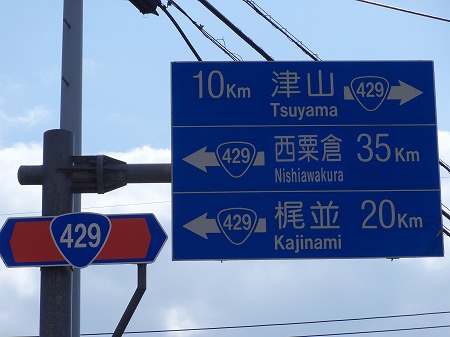 10Km 津山 429
Tsuyama
429 西粟倉 35Km
Nishiawakura
429 梶並 20Km
Kajinami
429